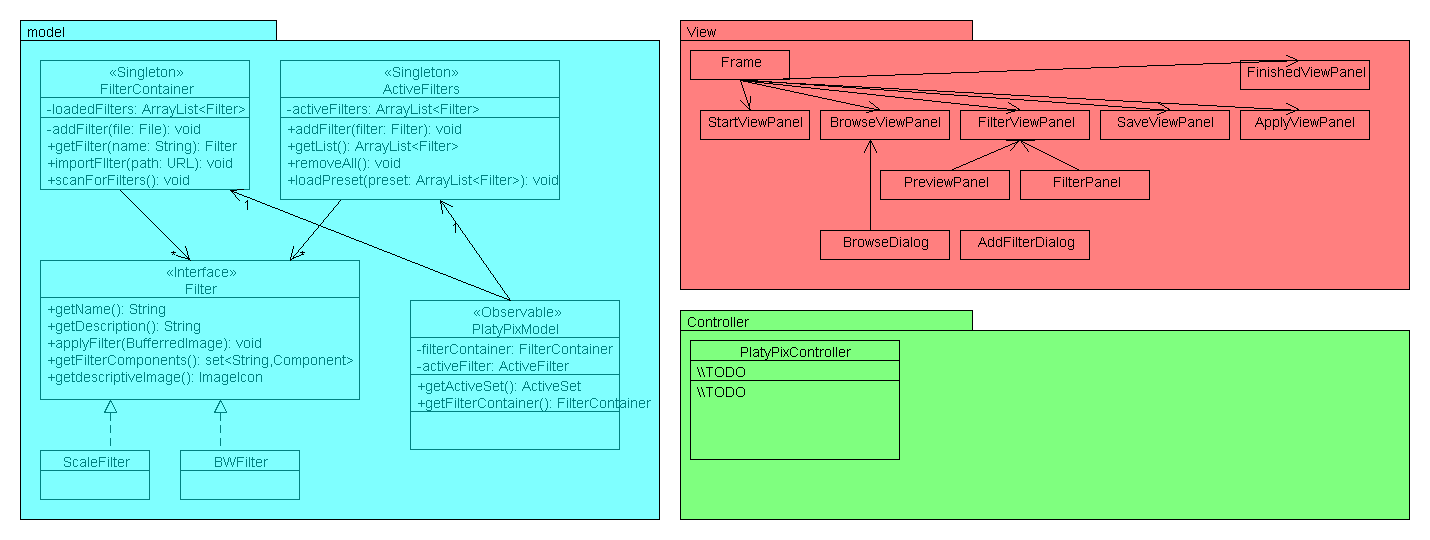 model
«Singleton»
FilterContainer
-loadedFilters: ArrayList<Filter>
-addFilter(file: File): void
+getFilter(name: String): Filter
+importFIlter(path: URL): void
+scanForFilters(): void
«Singleton»
ActiveFilters
-activeFilters: ArrayList<Filter>
+addFilter(filter: Filter): void
+getList(): ArrayList<Filter>
+removeAll(): void
+loadPreset(preset: ArrayList<Filter>): void
1
1
*
*
«Interface»
Filter
+getName(): String
+getDescription(): String
+applyFilter(BufferredImage): void
+getFilterComponents(): set<String,Component>
+getdescriptiveImage(): ImageIcon
«Observable»
PlatyPixModel
-filterContainer: FilterContainer
-activeFilter: ActiveFilter
+getActiveSet(): ActiveSet
+getFilterContainer(): FilterContainer
ScaleFilter
BWFilter
View
Frame
FinishedViewPanel
StartViewPanel
BrowseViewPanel
FilterViewPanel
SaveViewPanel
ApplyViewPanel
PreviewPanel
FilterPanel
BrowseDialog
AddFilterDialog
Controller
PlatyPixController
\\TODO
\\TODO